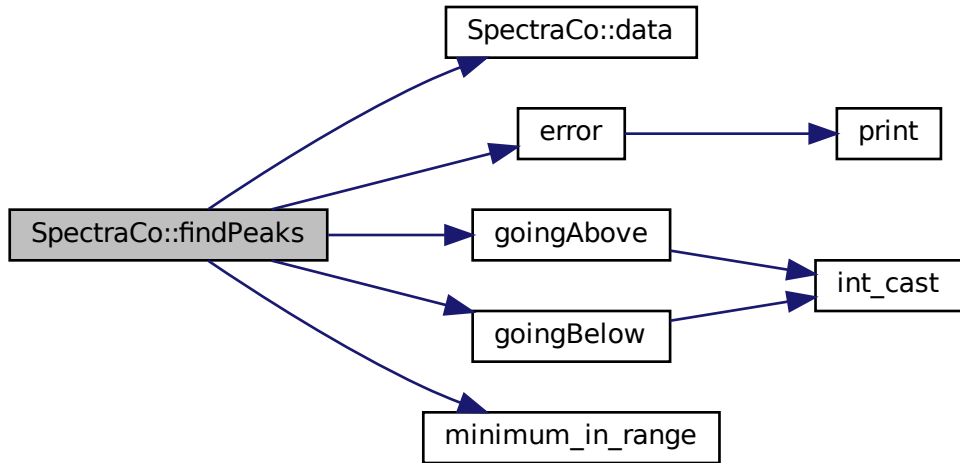 SpectraCo::data
error
print
SpectraCo::findPeaks
goingAbove
int_cast
goingBelow
minimum_in_range